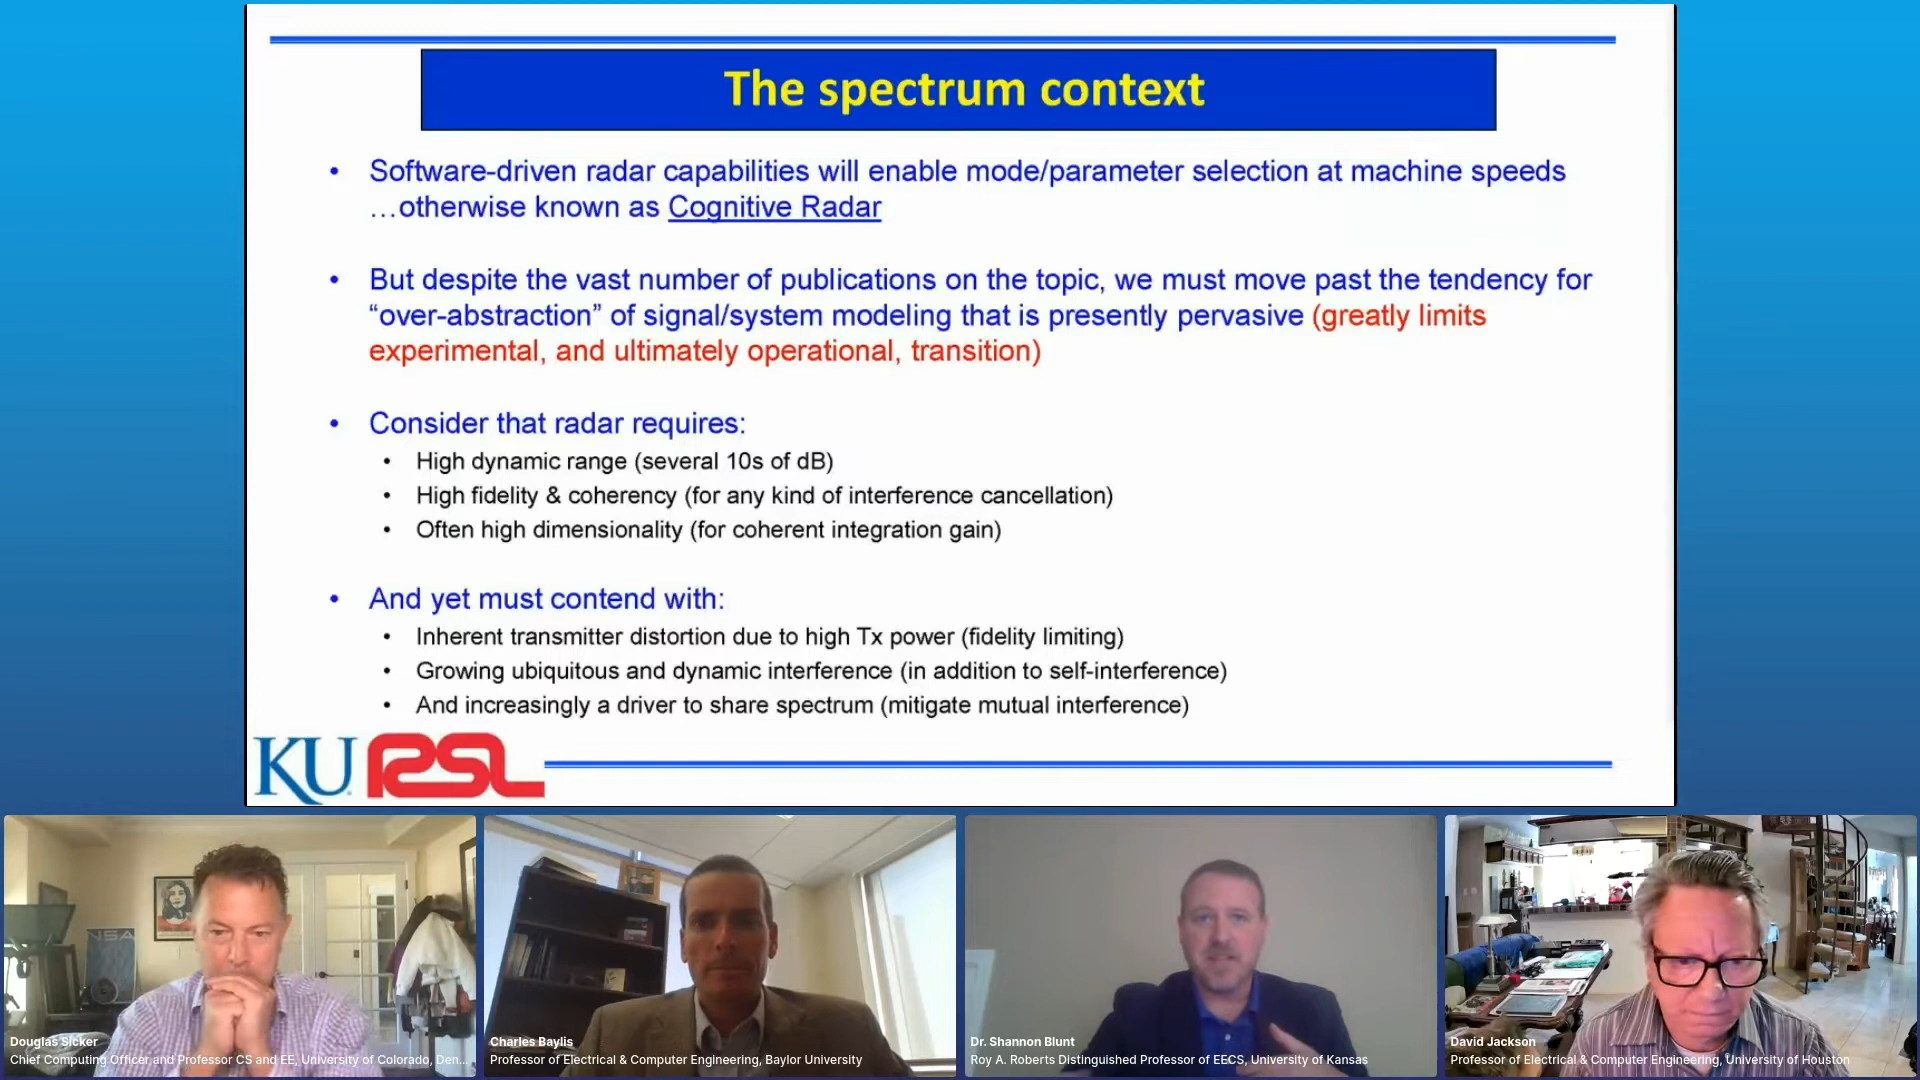 The spectrum context
• Software-driven radar capabilities will enable mode/parameter selection at machine speeds
…otherwise known as Cognitive Radar
• But despite the vast number of publications on the topic, we must move past the tendency for
“over-abstraction” of signal/system modeling that is presently pervasive (greatly limits
experimental, and ultimately operational, transition)
• Consider that radar requires:
• High dynamic range (several 10s of dB)
• High fidelity & coherency (for any kind of interference cancellation)
• Often high dimensionality (for coherent integration gain)
• And yet must contend with:
• Inherent transmitter distortion due to high Tx power (fidelity limiting)
• Growing ubiquitous and dynamic interference (in addition to self-interference)
• And increasingly a driver to share spectrum (mitigate mutual interference)
KU RSL
Douglas Sicker
Chief Computing Officer and Professor CS and EE, University of Colorado, Den...
Charles Baylis
Professor of Electrical & Computer Engineering, Baylor University
Dr. Shannon Blunt
Roy A. Roberts Distinguished Professor of EECS, University of Kansas
David Jackson
Professor of Electrical & Computer Engineering, University of Houston